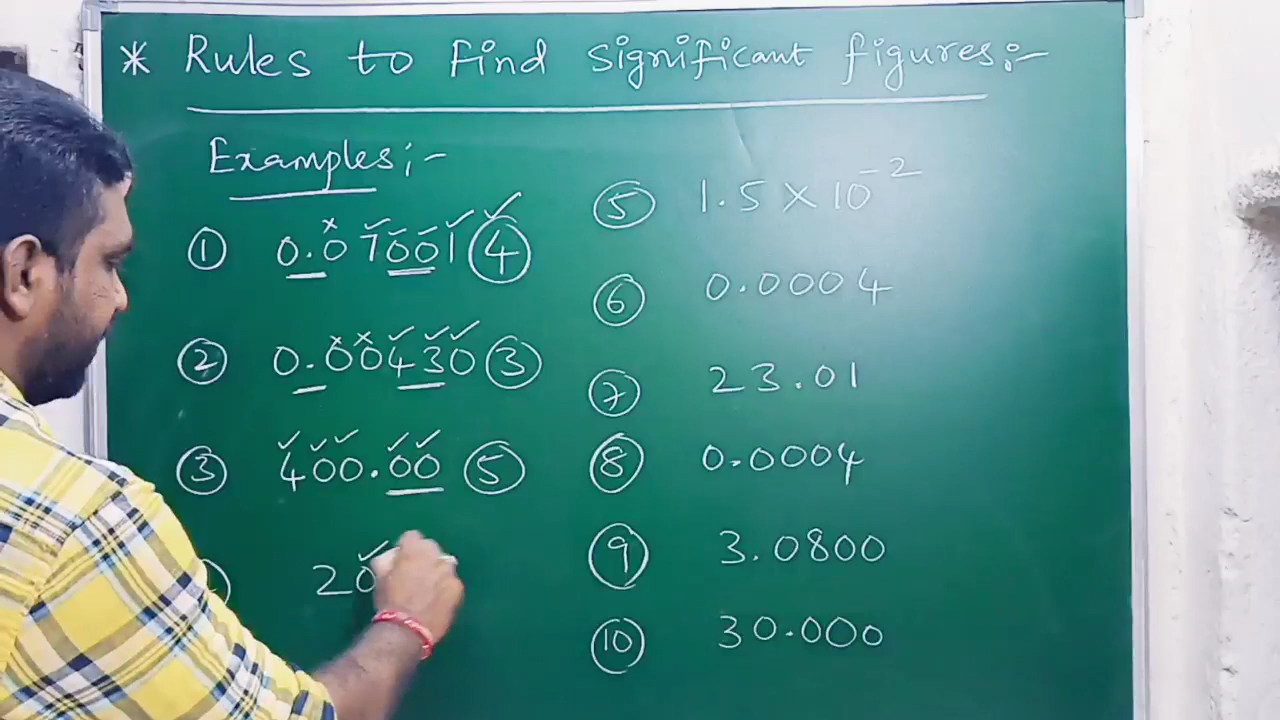 * Rules to find significant figures:-
Examples:-
① 0.07001 ④
② 0.00430 ③
③ 400.00 ⑤
20
⑤ 1.5 × 10⁻²
⑥ 0.0004
⑦ 23.01
⑧ 0.0004
⑨ 3.0800
⑩ 30.000